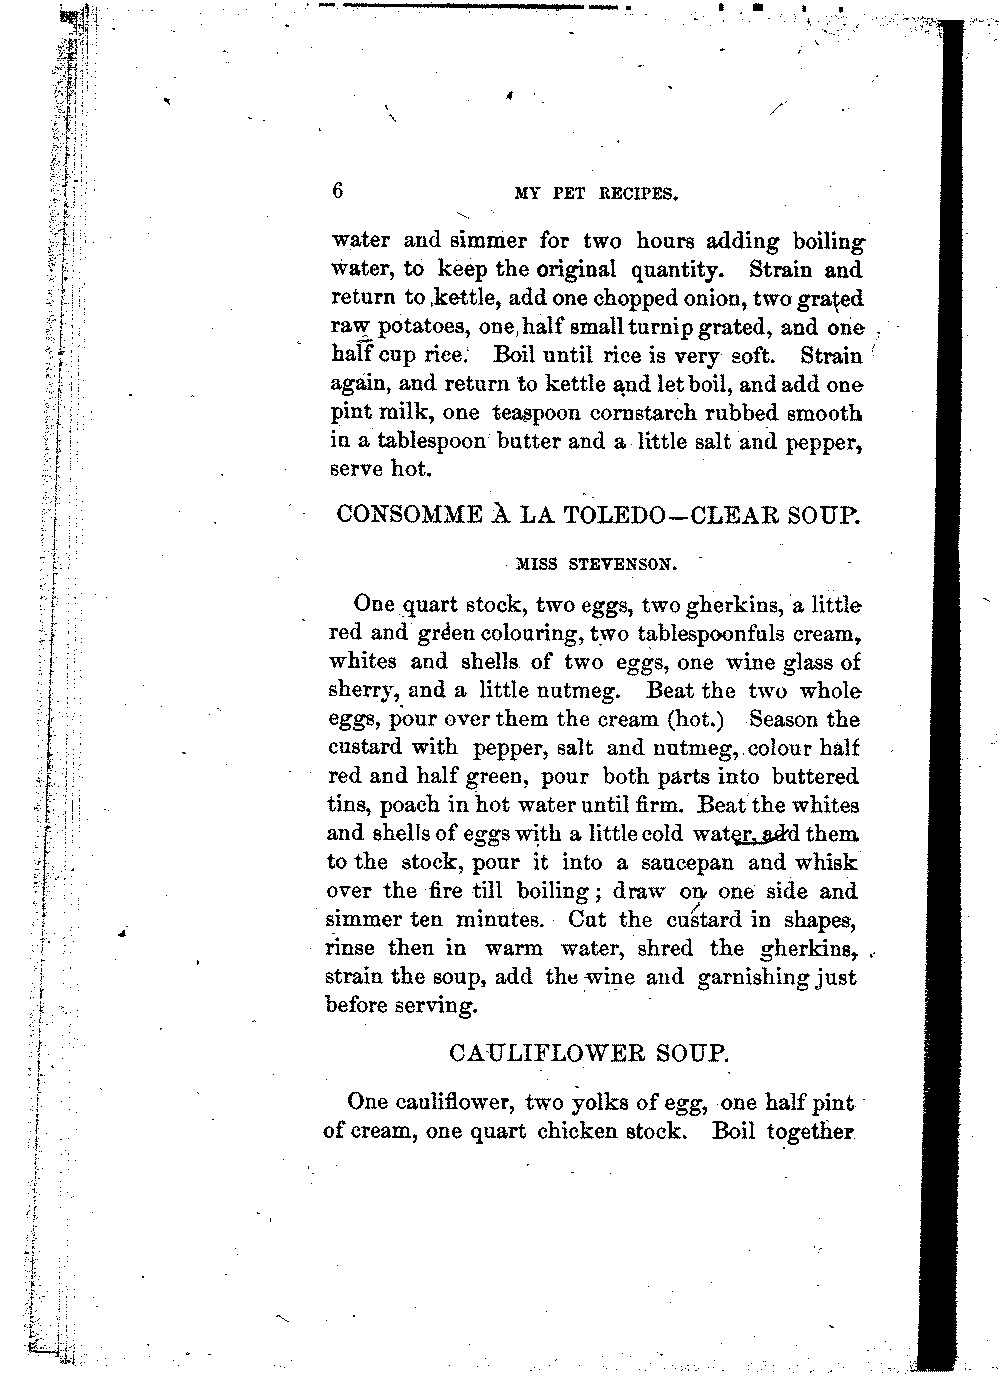 6 MY PET RECIPES.
water and simmer for two hours adding boiling
water, to keep the original quantity. Strain and
return to kettle, add one chopped onion, two grated
raw potatoes, one half small turnip grated, and one
half cup rice. Boil until rice is very soft. Strain
again, and return to kettle and let boil, and add one
pint milk, one teaspoon cornstarch rubbed smooth
in a tablespoon butter and a little salt and pepper,
serve hot.
CONSOMME À LA TOLEDO—CLEAR SOUP.
MISS STEVENSON.
One quart stock, two eggs, two gherkins, a little
red and green colouring, two tablespoonfuls cream,
whites and shells of two eggs, one wine glass of
sherry, and a little nutmeg. Beat the two whole
eggs, pour over them the cream (hot.) Season the
custard with pepper, salt and nutmeg, colour half
red and half green, pour both parts into buttered
tins, poach in hot water until firm. Beat the whites
and shells of eggs with a little cold water, add them
to the stock, pour it into a saucepan and whisk
over the fire till boiling; draw on one side and
simmer ten minutes. Cut the custard in shapes,
rinse then in warm water, shred the gherkins,
strain the soup, add the wine and garnishing just
before serving.
CAULIFLOWER SOUP.
One cauliflower, two yolks of egg, one half pint
of cream, one quart chicken stock. Boil together